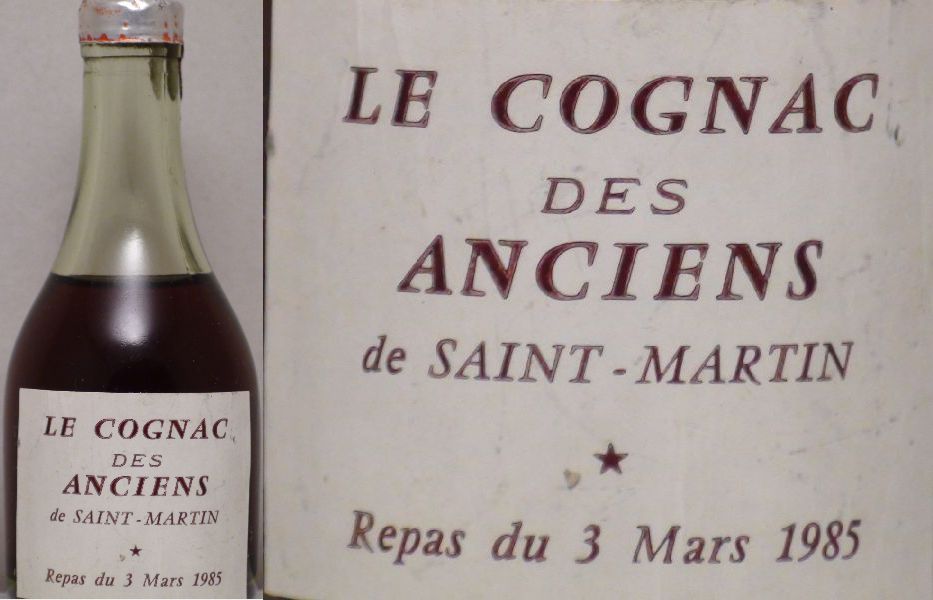 LE COGNAC
DES
ANCIENS
de SAINT-MARTIN
Repas du 3 Mars 1985
LE COGNAC
DES
ANCIENS
de SAINT-MARTIN
Repas du 3 Mars 1985